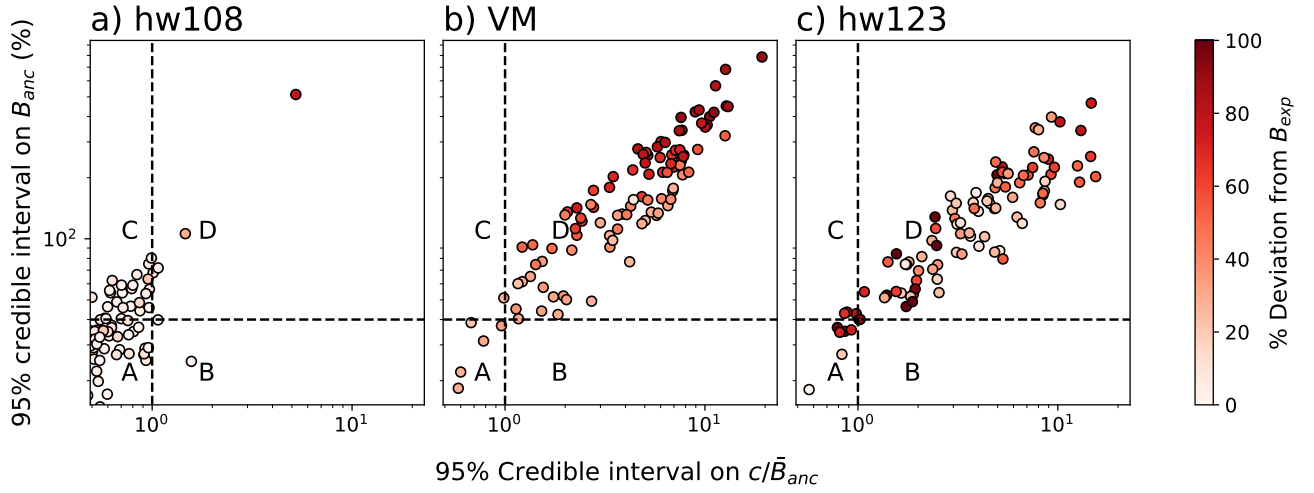 a) hw108
b) VM
c) hw123
95% credible interval on B_anc (%)
10^2
C
D
A
B
C
D
A
B
C
D
A
B
10^0
10^1
10^0
10^1
10^0
10^1
95% Credible interval on c/B̄_anc
100
80
60
40
20
0
% Deviation from B_exp